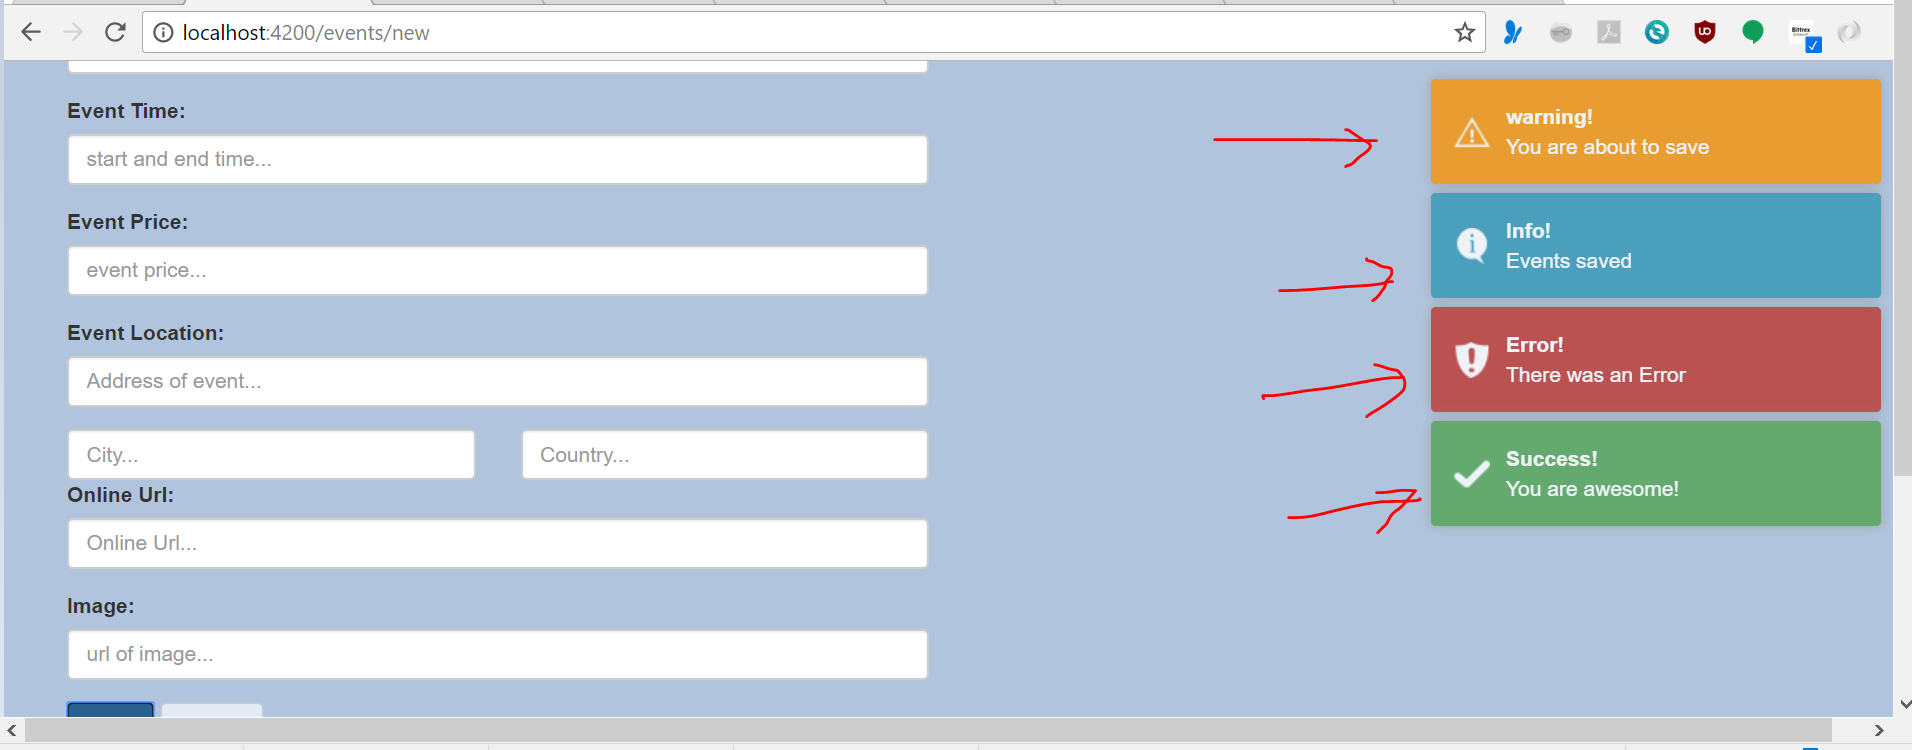 localhost:4200/events/new
Bittrex
Event Time:
start and end time...
Event Price:
event price...
Event Location:
Address of event...
City...
Country...
Online Url:
Online Url...
Image:
url of image...
warning!
You are about to save
Info!
Events saved
Error!
There was an Error
Success!
You are awesome!